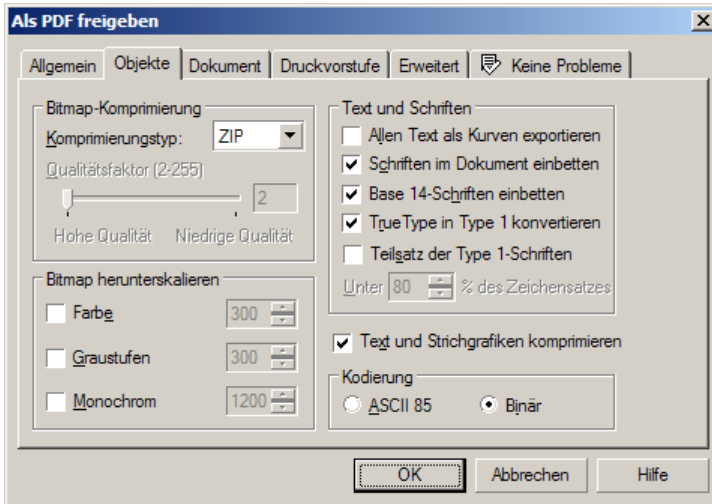 Als PDF freigeben
Allgemein Objekte Dokument Druckvorstufe Erweitert Keine Probleme
Bitmap-Komprimierung
Komprimierungstyp: ZIP
Qualitätsfaktor (2-255)
2
Hohe Qualität Niedrige Qualität
Bitmap herunterskalieren
Farbe 300
Graustufen 300
Monochrom 1200
Text und Schriften
Allen Text als Kurven exportieren
Schriften im Dokument einbetten
Base 14-Schriften einbetten
TrueType in Type 1 konvertieren
Teilsatz der Type 1-Schriften
Unter 80 % des Zeichensatzes
Text und Strichgrafiken komprimieren
Kodierung
ASCII 85 Binär
OK Abbrechen Hilfe